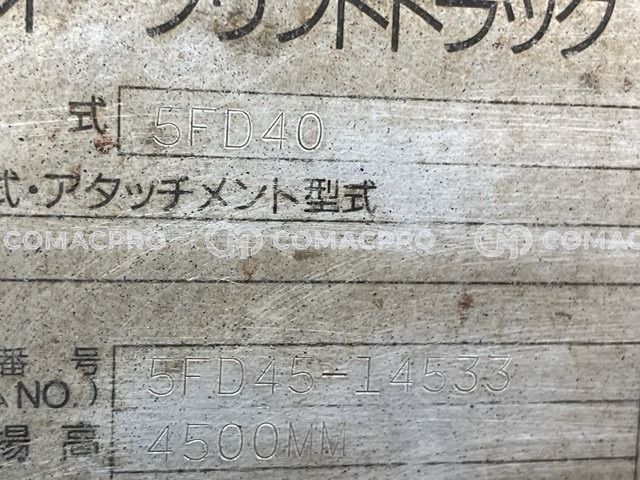 フォークリフトトラック
式 5FD40
式・アタッチメント型式
COMACPRO COMACPRO COMACPRO
番号 5FD45-14533
NO.)
揚高 4500MM